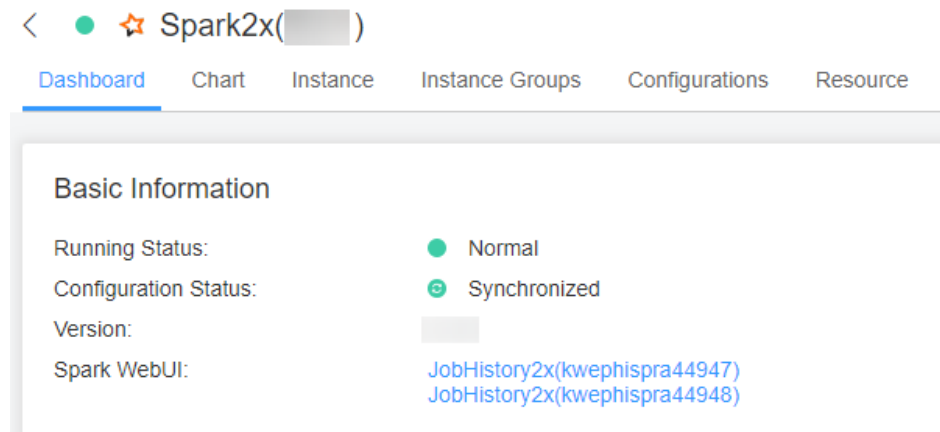 Spark2x( )
Dashboard Chart Instance Instance Groups Configurations Resource
Basic Information
Running Status: Normal
Configuration Status: Synchronized
Version:
Spark WebUI: JobHistory2x(kwephispra44947)
JobHistory2x(kwephispra44948)